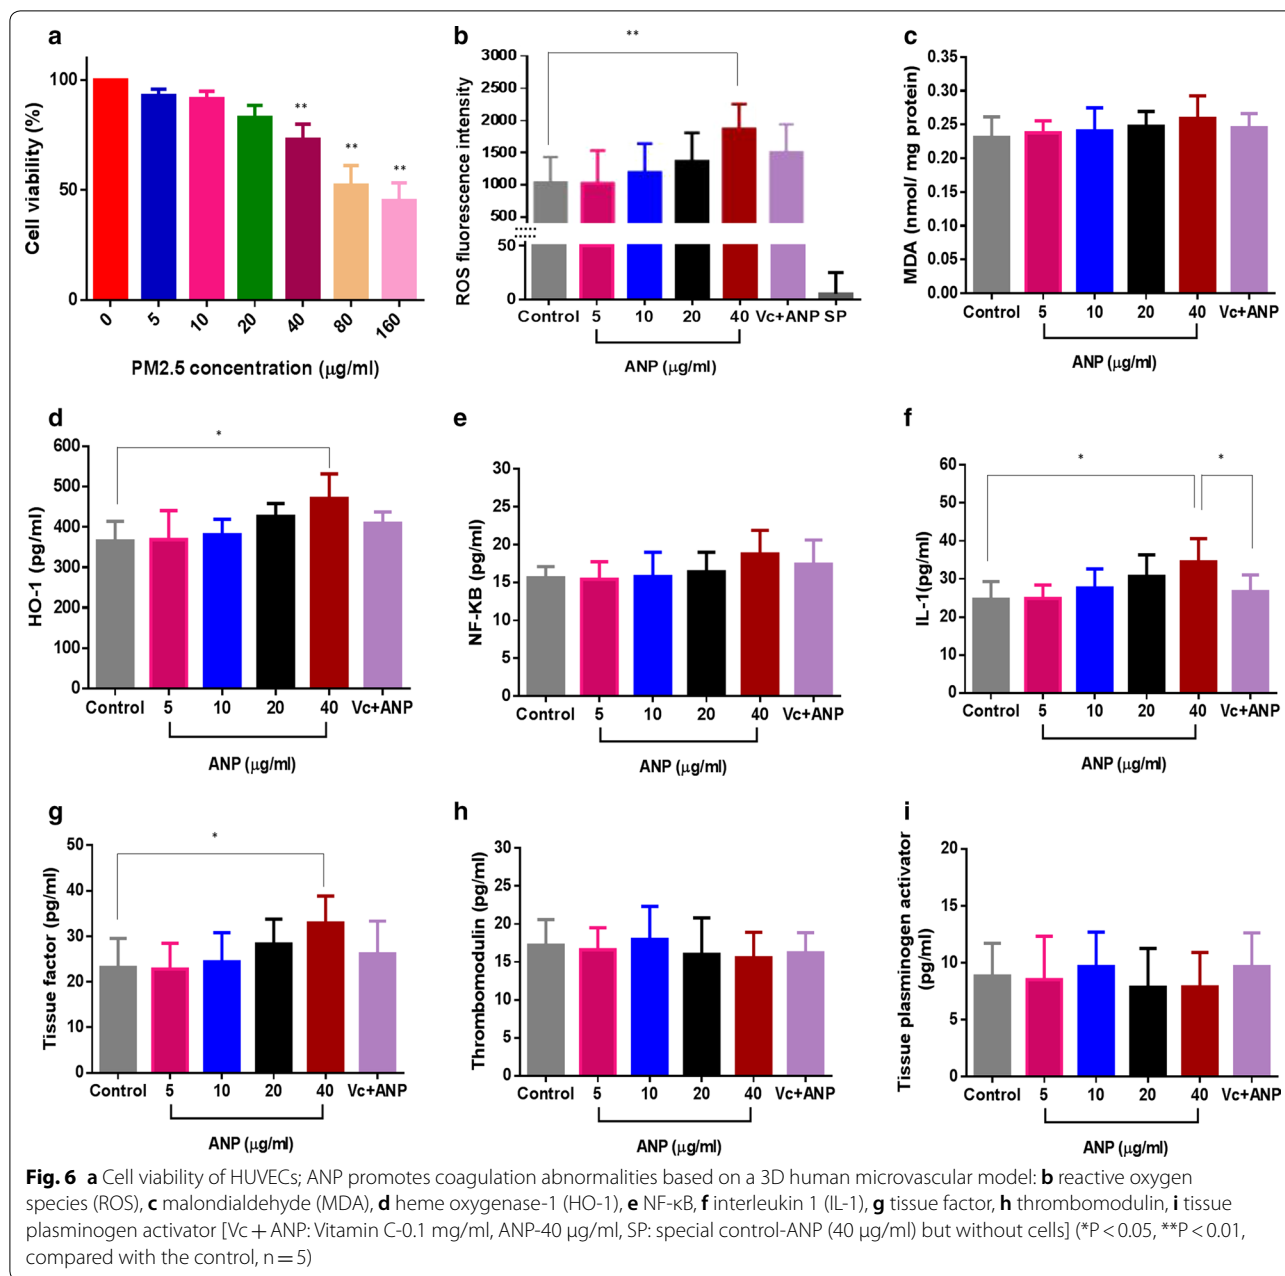 a
Cell viability (%)
100
50
0
**
**
**
0 5 10 20 40 80 160
PM2.5 concentration (μg/ml)
b
ROS fluorescence intensity
3000
2500
2000
1500
1000
500
50
0
**
Control 5 10 20 40 Vc+ANP SP
ANP (μg/ml)
c
MDA (nmol/ mg protein)
0.35
0.30
0.25
0.20
0.15
0.10
0.05
0.00
Control 5 10 20 40 Vc+ANP
ANP (μg/ml)
d
HO-1 (pg/ml)
600
500
400
300
200
100
0
*
Control 5 10 20 40 Vc+ANP
ANP (μg/ml)
e
NF-KB (pg/ml)
30
25
20
15
10
5
0
Control 5 10 20 40 Vc+ANP
ANP (μg/ml)
f
IL-1(pg/ml)
60
50
40
30
20
10
0
*
*
Control 5 10 20 40 Vc+ANP
ANP (μg/ml)
g
Tissue factor (pg/ml)
50
40
30
20
10
0
*
Control 5 10 20 40 Vc+ANP
ANP (μg/ml)
h
Thrombomodulin (pg/ml)
30
25
20
15
10
5
0
Control 5 10 20 40 Vc+ANP
ANP (μg/ml)
i
Tissue plasminogen activator
(pg/ml)
20
15
10
5
0
Control 5 10 20 40 Vc+ANP
ANP (μg/ml)
Fig. 6 a Cell viability of HUVECs; ANP promotes coagulation abnormalities based on a 3D human microvascular model: b reactive oxygen
species (ROS), c malondialdehyde (MDA), d heme oxygenase-1 (HO-1), e NF-κB, f interleukin 1 (IL-1), g tissue factor, h thrombomodulin, i tissue
plasminogen activator [Vc + ANP: Vitamin C-0.1 mg/ml, ANP-40 μg/ml, SP: special control-ANP (40 μg/ml) but without cells] (*P < 0.05, **P < 0.01,
compared with the control, n = 5)